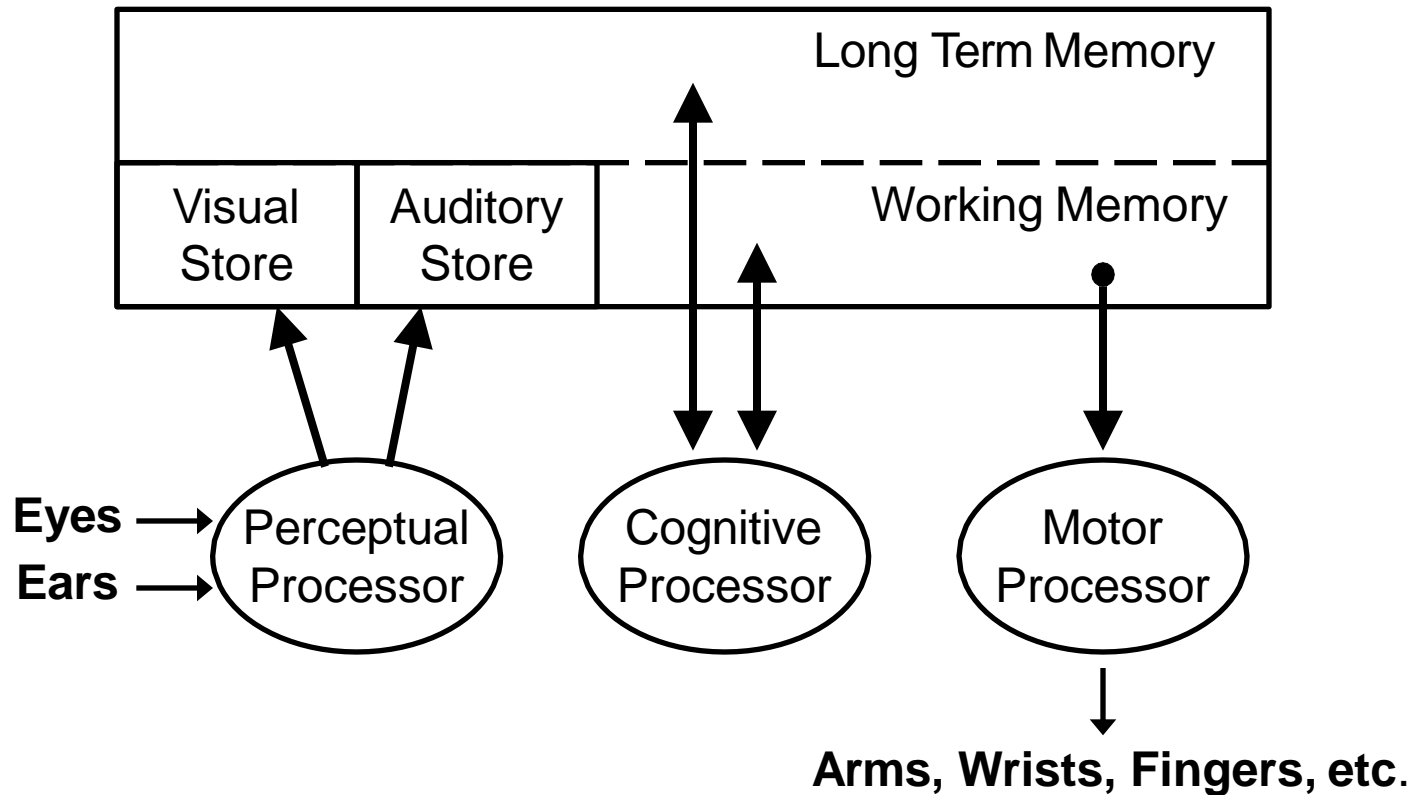 Long Term Memory
Visual
Store
Auditory
Store
Working Memory
Eyes
Ears
Perceptual
Processor
Cognitive
Processor
Motor
Processor
Arms, Wrists, Fingers, etc.